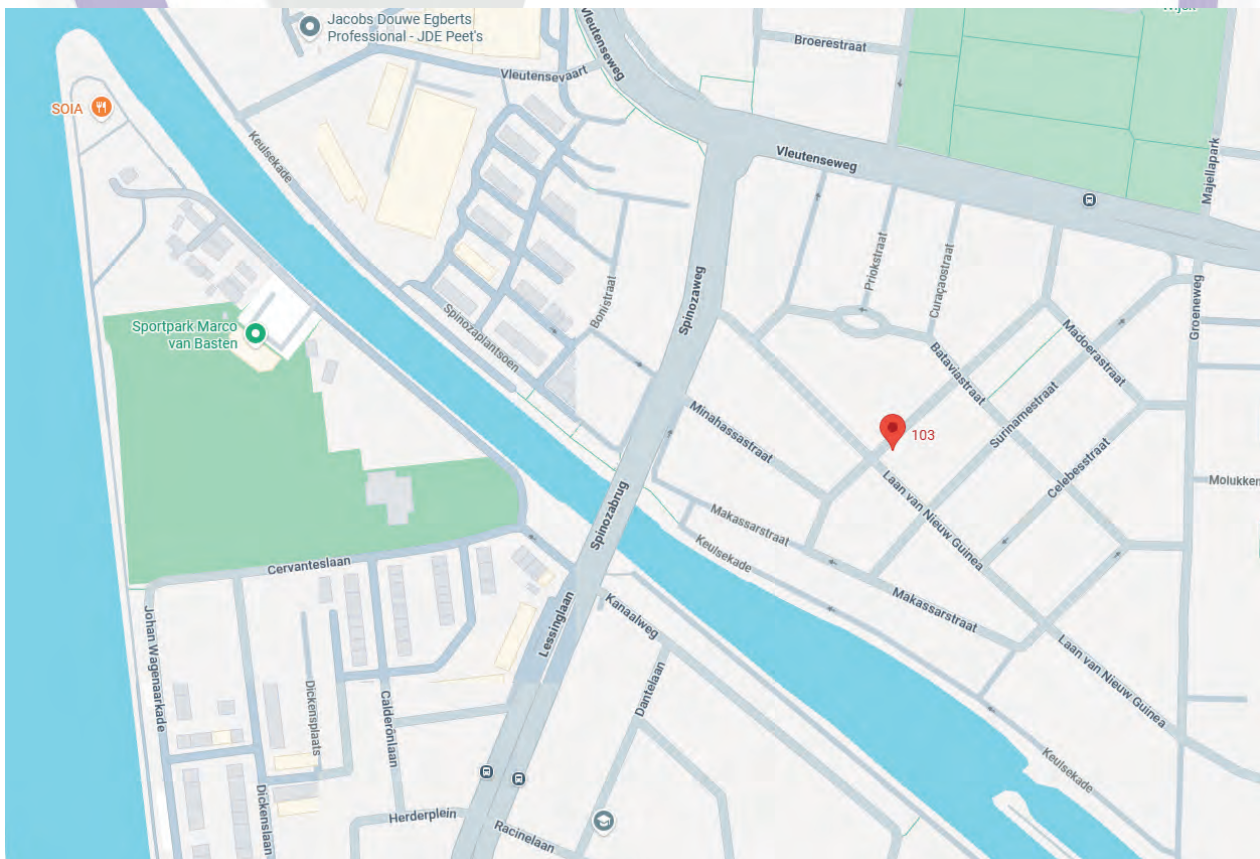 Jacobs Douwe Egberts
Professional - JDE Peet's
Vleutenseweg
Broerestraat
Vleutensevaart
SOIA
Keulsekade
Vleutenseweg
Majellapark
Priokstraat
Curaçaostraat
Spinozaweg
Bonistraat
Groeneweg
Sportpark Marco
van Basten
Spinozaplantsoen
Madoerastraat
Bataviastraat
Surinamestraat
Minahassastraat
103
Celebesstraat
Laan van Nieuw Guinea
Spinozabrug
Makassarstraat
Keulsekade
Cervanteslaan
Makassarstraat
Kanaalweg
Lessinglaan
Johan Wagenaarkade
Laan van Nieuw Guinea
Dickensplaats
Calderónlaan
Dantelaan
Keulsekade
Dickenslaan
Herderplein
Racinelaan